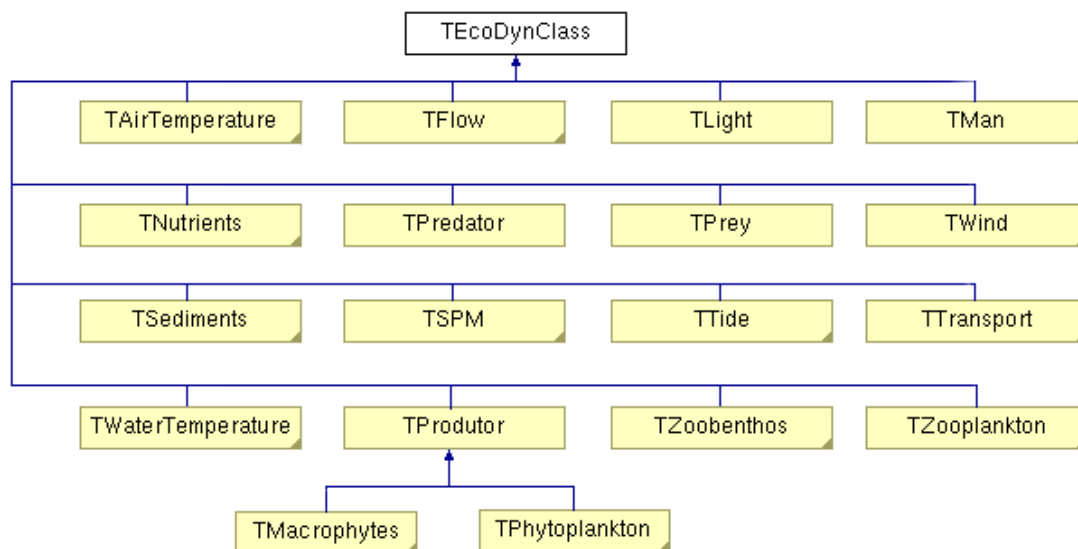 TEcoDynClass
TAirTemperature
TFlow
TLight
TMan
TNutrients
TPredator
TPrey
TWind
TSediments
TSPM
TTide
TTransport
TWaterTemperature
TProdutor
TZoobenthos
TZooplankton
TMacrophytes
TPhytoplankton